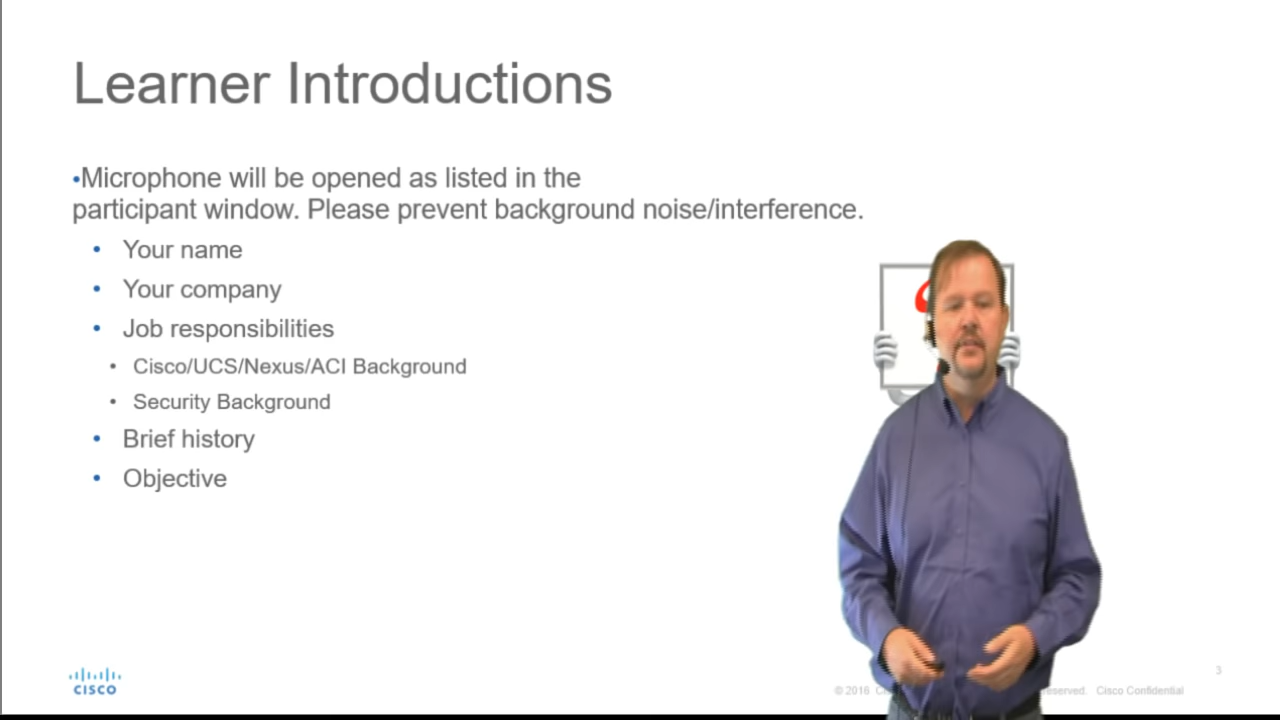 Learner Introductions
•Microphone will be opened as listed in the
participant window. Please prevent background noise/interference.
• Your name
• Your company
• Job responsibilities
• Cisco/UCS/Nexus/ACI Background
• Security Background
• Brief history
• Objective
CISCO
3
© 2016 reserved. Cisco Confidential